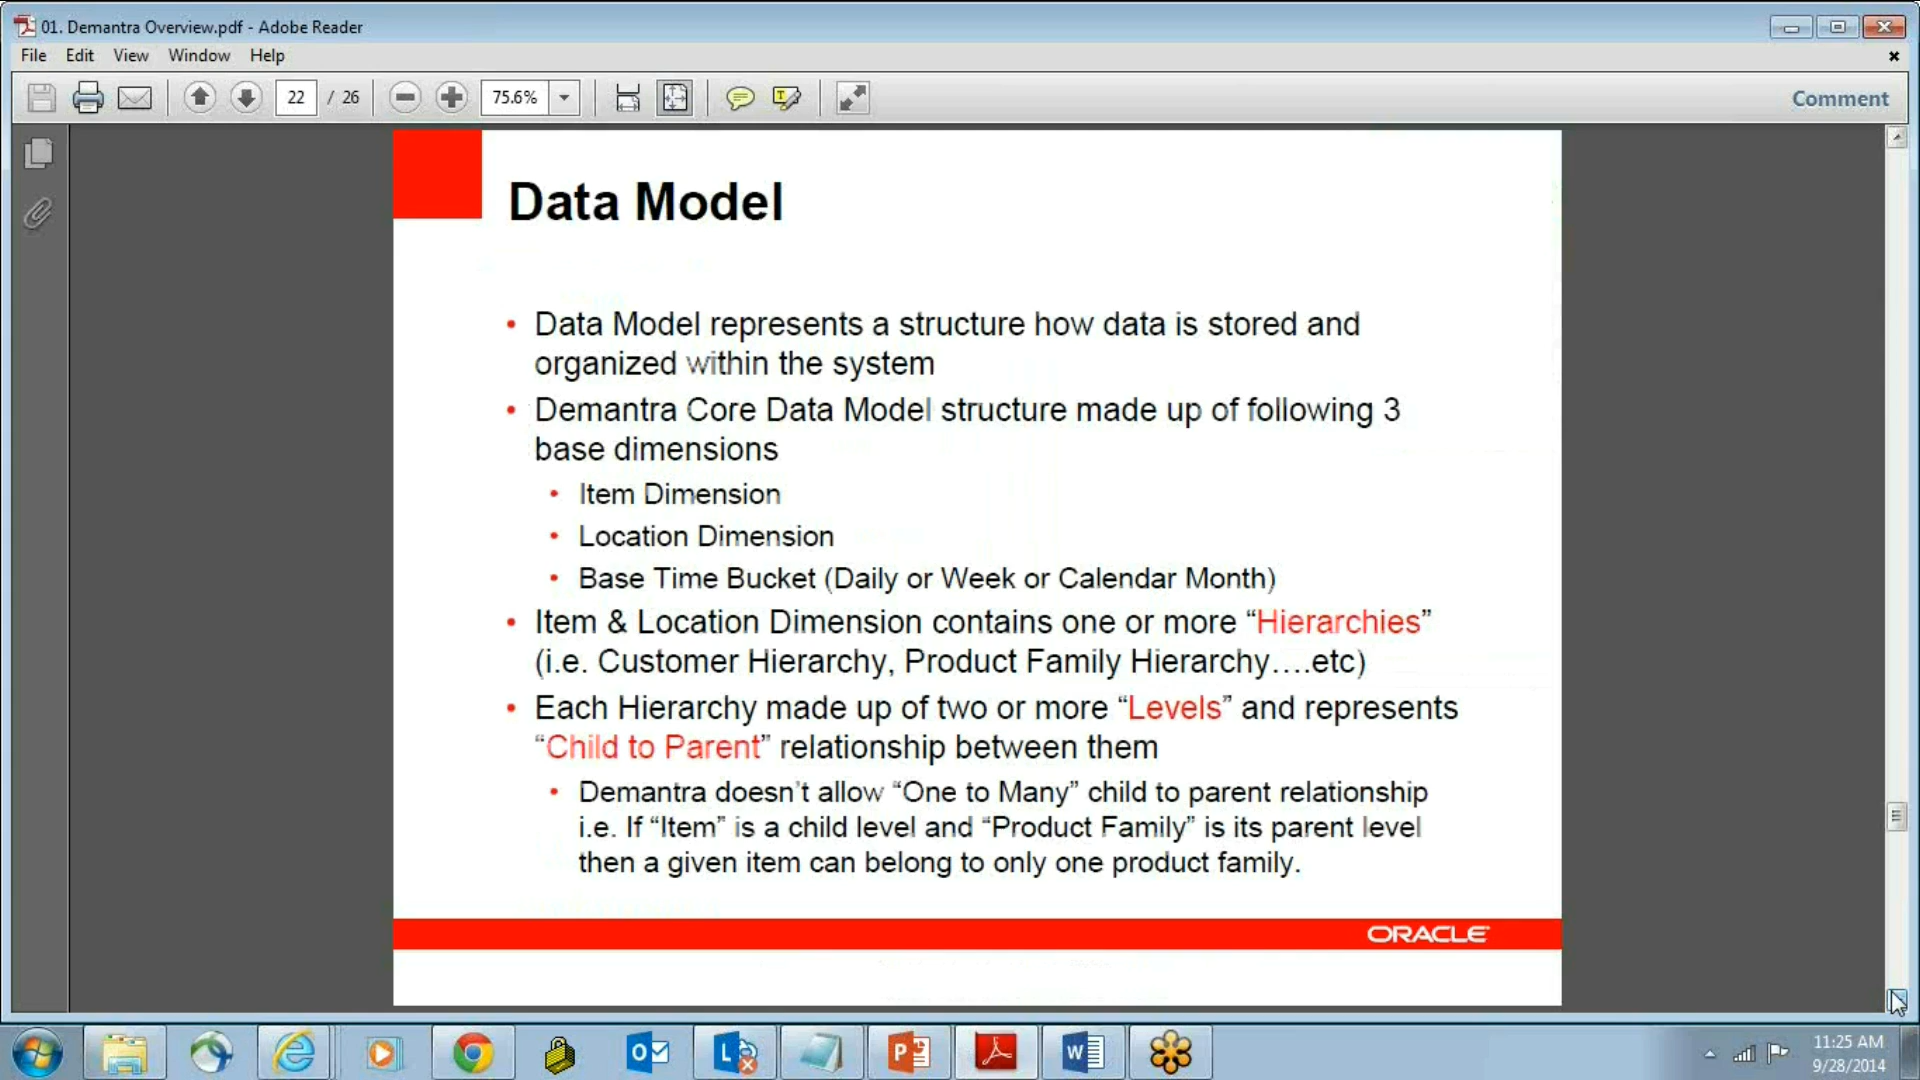 01. Demantra Overview.pdf - Adobe Reader
File Edit View Window Help
22 / 26 75.6% Comment
Data Model
• Data Model represents a structure how data is stored and
organized within the system
• Demantra Core Data Model structure made up of following 3
base dimensions
• Item Dimension
• Location Dimension
• Base Time Bucket (Daily or Week or Calendar Month)
• Item & Location Dimension contains one or more “Hierarchies”
(i.e. Customer Hierarchy, Product Family Hierarchy….etc)
• Each Hierarchy made up of two or more “Levels” and represents
“Child to Parent” relationship between them
• Demantra doesn’t allow “One to Many” child to parent relationship
i.e. If “Item” is a child level and “Product Family” is its parent level
then a given item can belong to only one product family.
ORACLE
11:25 AM
9/28/2014